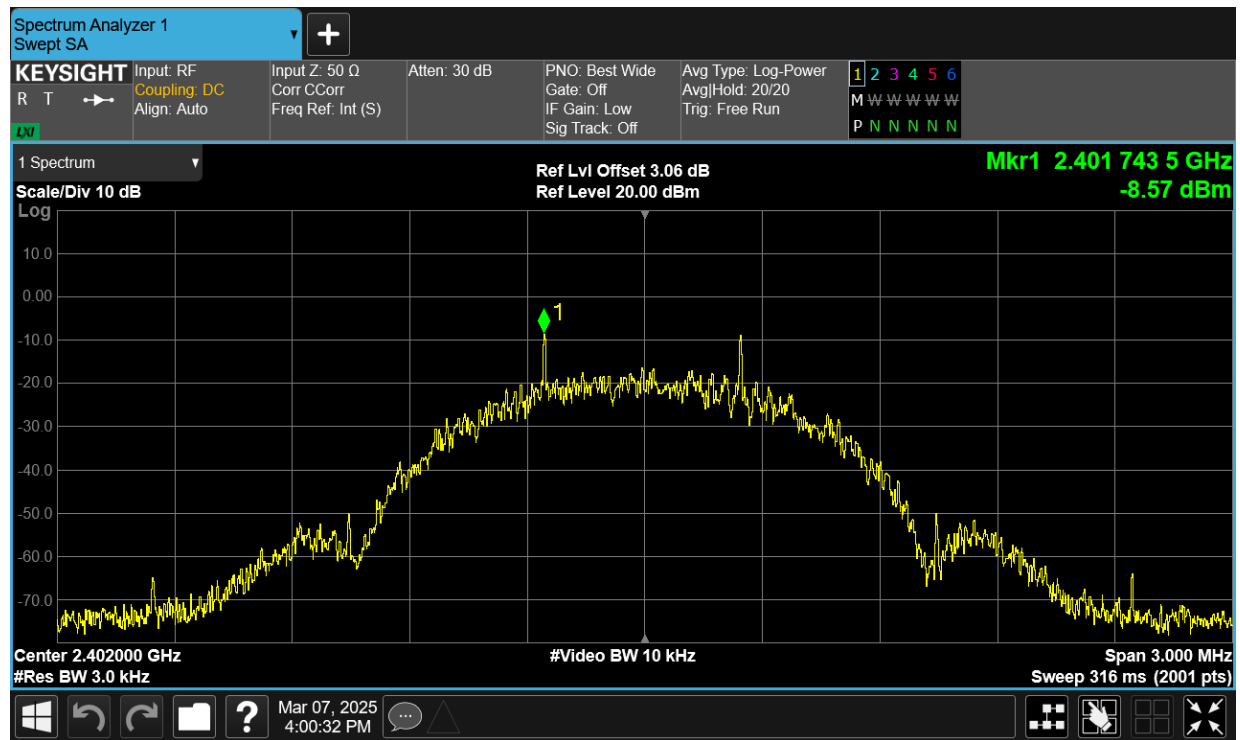 Spectrum Analyzer 1
Swept SA
KEYSIGHT
R T
LXI
Input: RF
Coupling: DC
Align: Auto
Input Z: 50 Ω
Corr CCorr
Freq Ref: Int (S)
Atten: 30 dB
PNO: Best Wide
Gate: Off
IF Gain: Low
Sig Track: Off
Avg Type: Log-Power
Avg|Hold: 20/20
Trig: Free Run
1 2 3 4 5 6
M W W W W W W
P N N N N N N
1 Spectrum
Scale/Div 10 dB
Log
Ref Lvl Offset 3.06 dB
Ref Level 20.00 dBm
Mkr1 2.401 743 5 GHz
-8.57 dBm
10.0
0.00
-10.0
-20.0
-30.0
-40.0
-50.0
-60.0
-70.0
1
Center 2.402000 GHz
#Res BW 3.0 kHz
#Video BW 10 kHz
Span 3.000 MHz
Sweep 316 ms (2001 pts)
?
Mar 07, 2025
4:00:32 PM